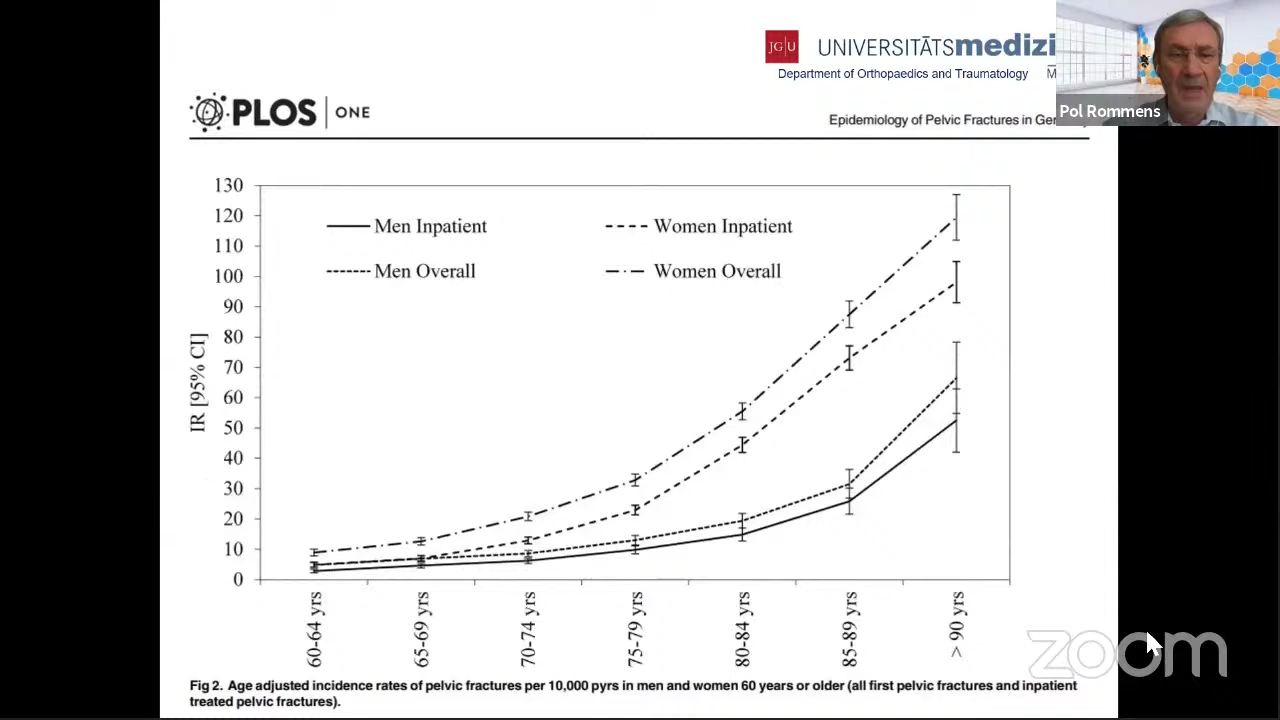 JG|U UNIVERSITÄTSmedizi
Department of Orthopaedics and Traumatology M
Pol Rommens
PLOS ONE
Epidemiology of Pelvic Fractures in Ger
130
120
110
100
90
80
70
60
50
40
30
20
10
0
IR [95% CI]
Men Inpatient
Women Inpatient
Men Overall
Women Overall
60-64 yrs
65-69 yrs
70-74 yrs
75-79 yrs
80-84 yrs
85-89 yrs
> 90 yrs
zoom
Fig 2. Age adjusted incidence rates of pelvic fractures per 10,000 pyrs in men and women 60 years or older (all first pelvic fractures and inpatient
treated pelvic fractures).